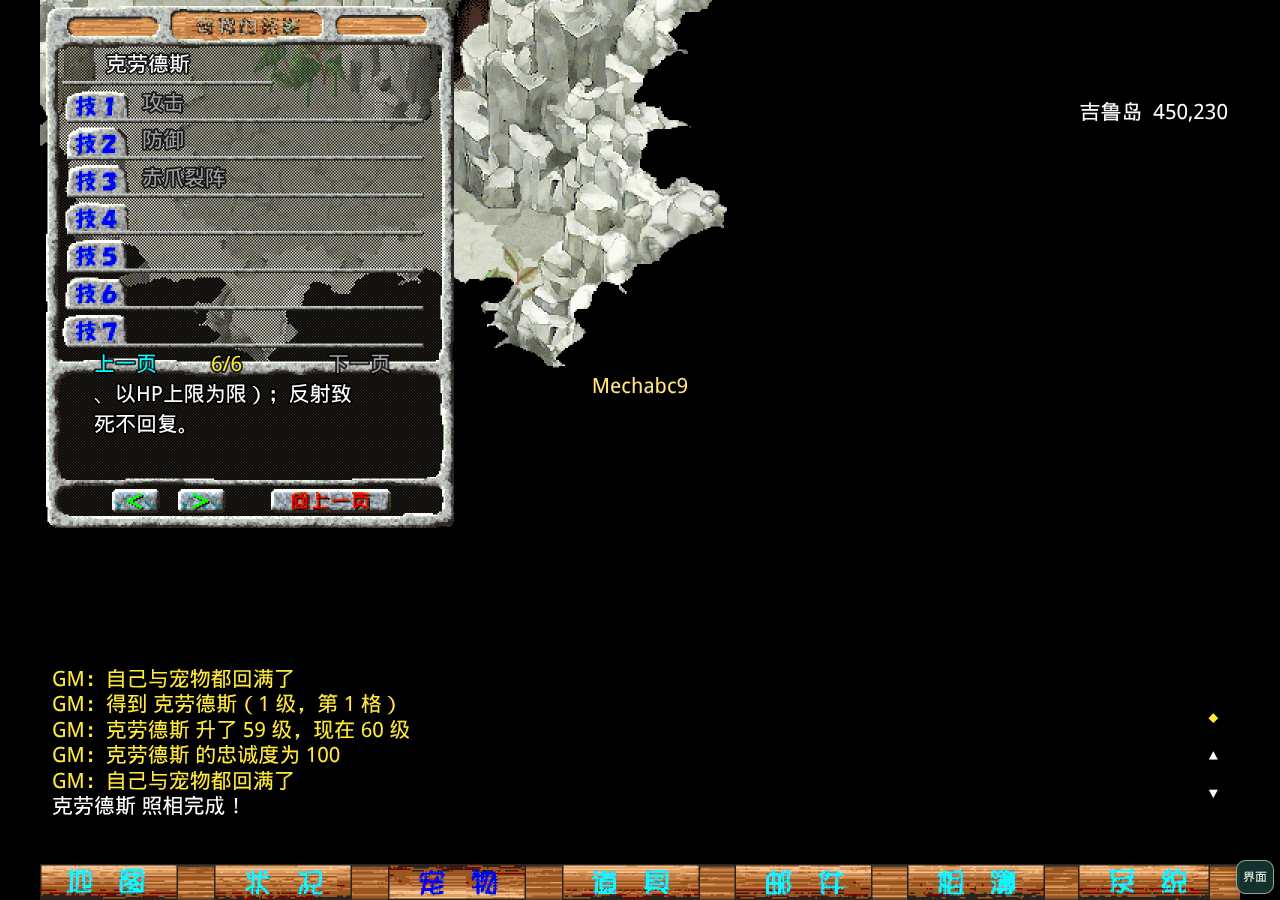 克劳德斯
技1 攻击
技2 防御
技3 赤爪裂阵
技4
技5
技6
技7
上一页 6/6 下一页
、以HP上限为限）；反射致
死不回复。
< > 回上一页
吉鲁岛 450,230
Mechabc9
GM：自己与宠物都回满了
GM：得到 克劳德斯（1 级，第 1 格）
GM：克劳德斯 升了 59 级，现在 60 级
GM：克劳德斯 的忠诚度为 100
GM：自己与宠物都回满了
克劳德斯 照相完成！
地图 状况 宠物 道具 邮件 相簿 系统
界面